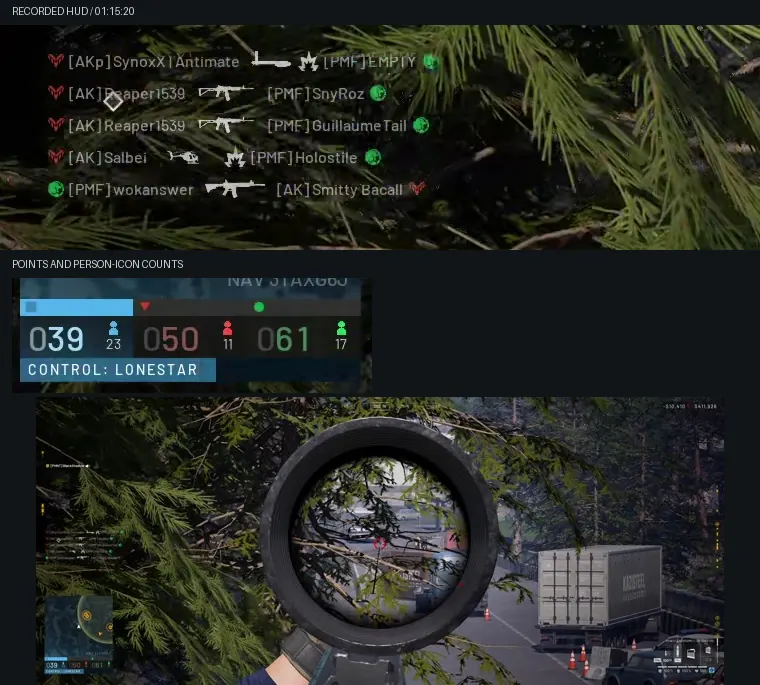 RECORDED HUD / 01:15:20
[AKp] SynoxX | Antimate [PMF] EMPTY
[AK] Reaper1539 [PMF] SnyRoz
[AK] Reaper1539 [PMF] GuillaumeTail
[AK] Salbei [PMF] Holostile
[PMF] wokanswer [AK] Smitty Bacall
POINTS AND PERSON-ICON COUNTS
039 23 050 11 061 17
CONTROL: LONESTAR